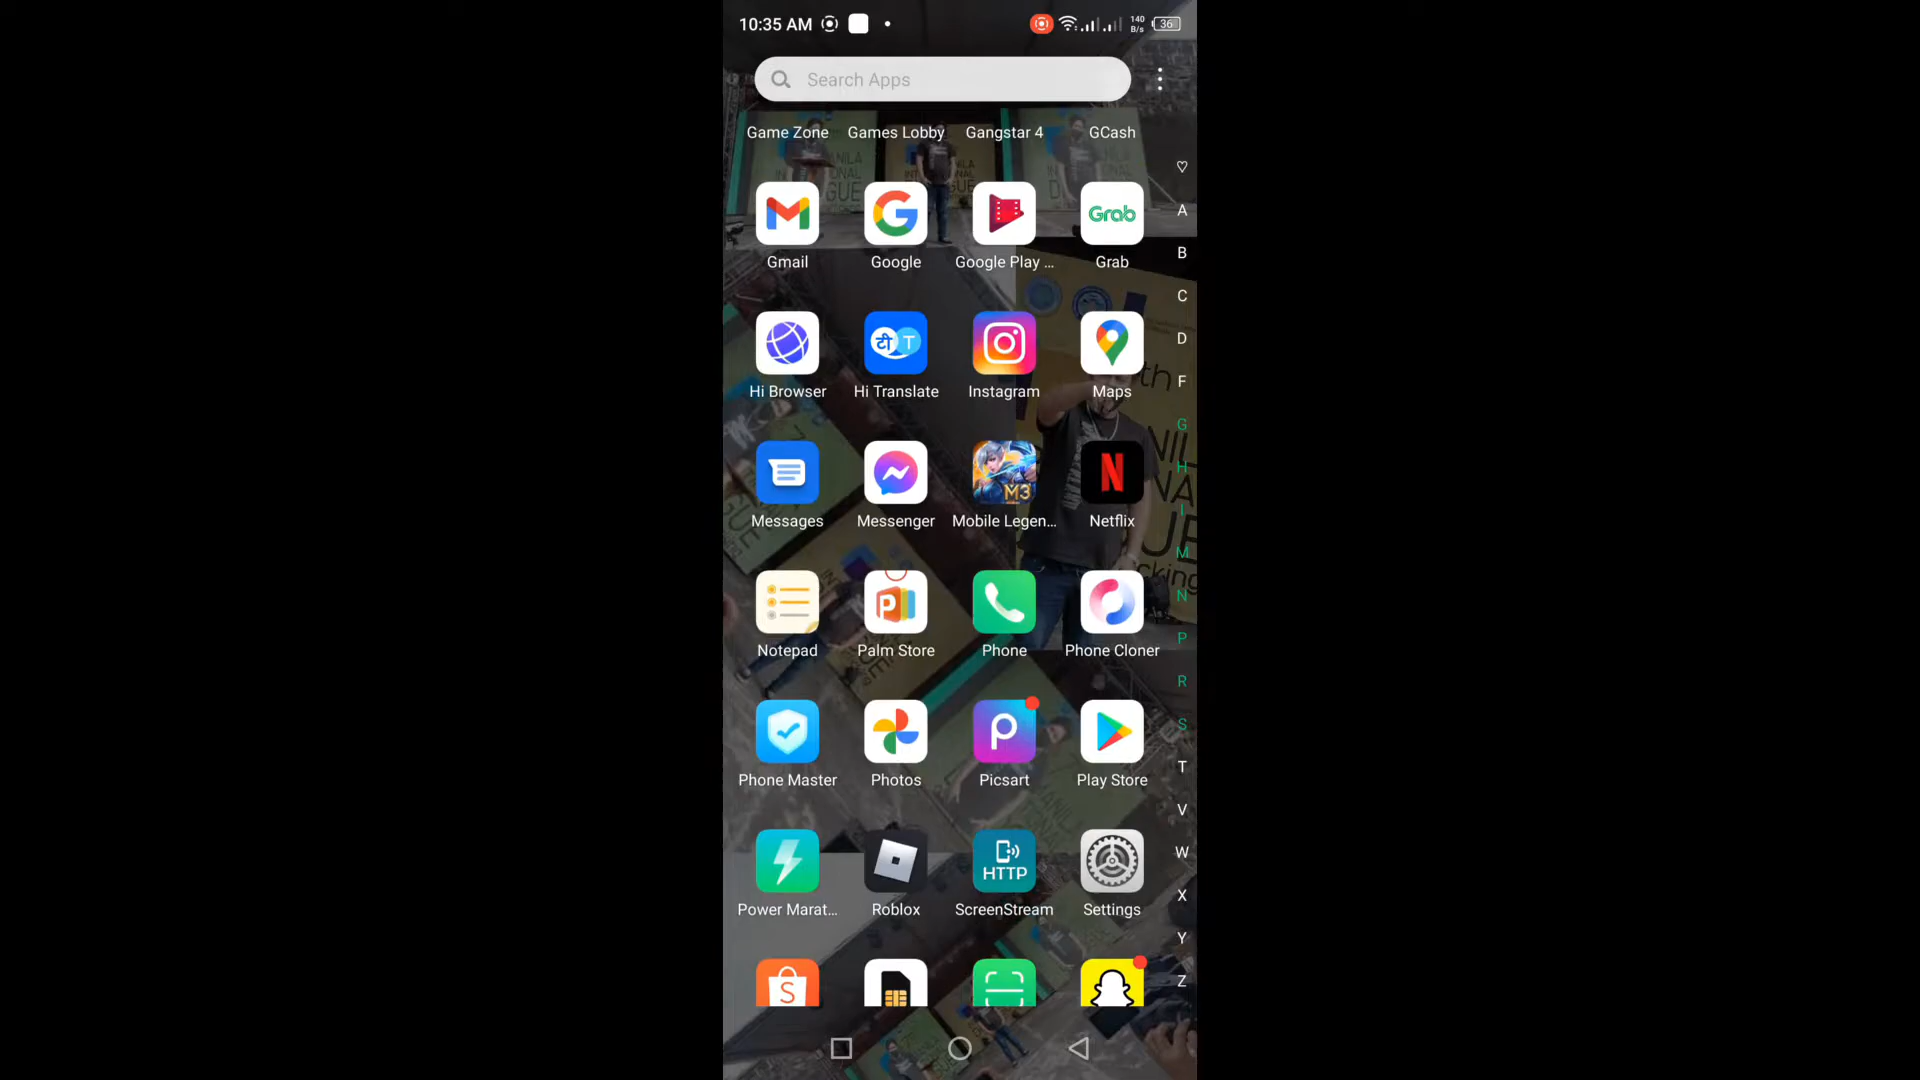 10:35 AM
140
B/s
36
Search Apps
Game Zone Games Lobby Gangstar 4 GCash
♡
A
B
C
D
F
G
H
I
M
N
P
R
S
T
V
W
X
Y
Z
Grab
Gmail Google Google Play ... Grab
टी T
Hi Browser Hi Translate Instagram Maps
M3
N
Messages Messenger Mobile Legen... Netflix
P
Notepad Palm Store Phone Phone Cloner
P
Phone Master Photos Picsart Play Store
HTTP
Power Marat... Roblox ScreenStream Settings
S